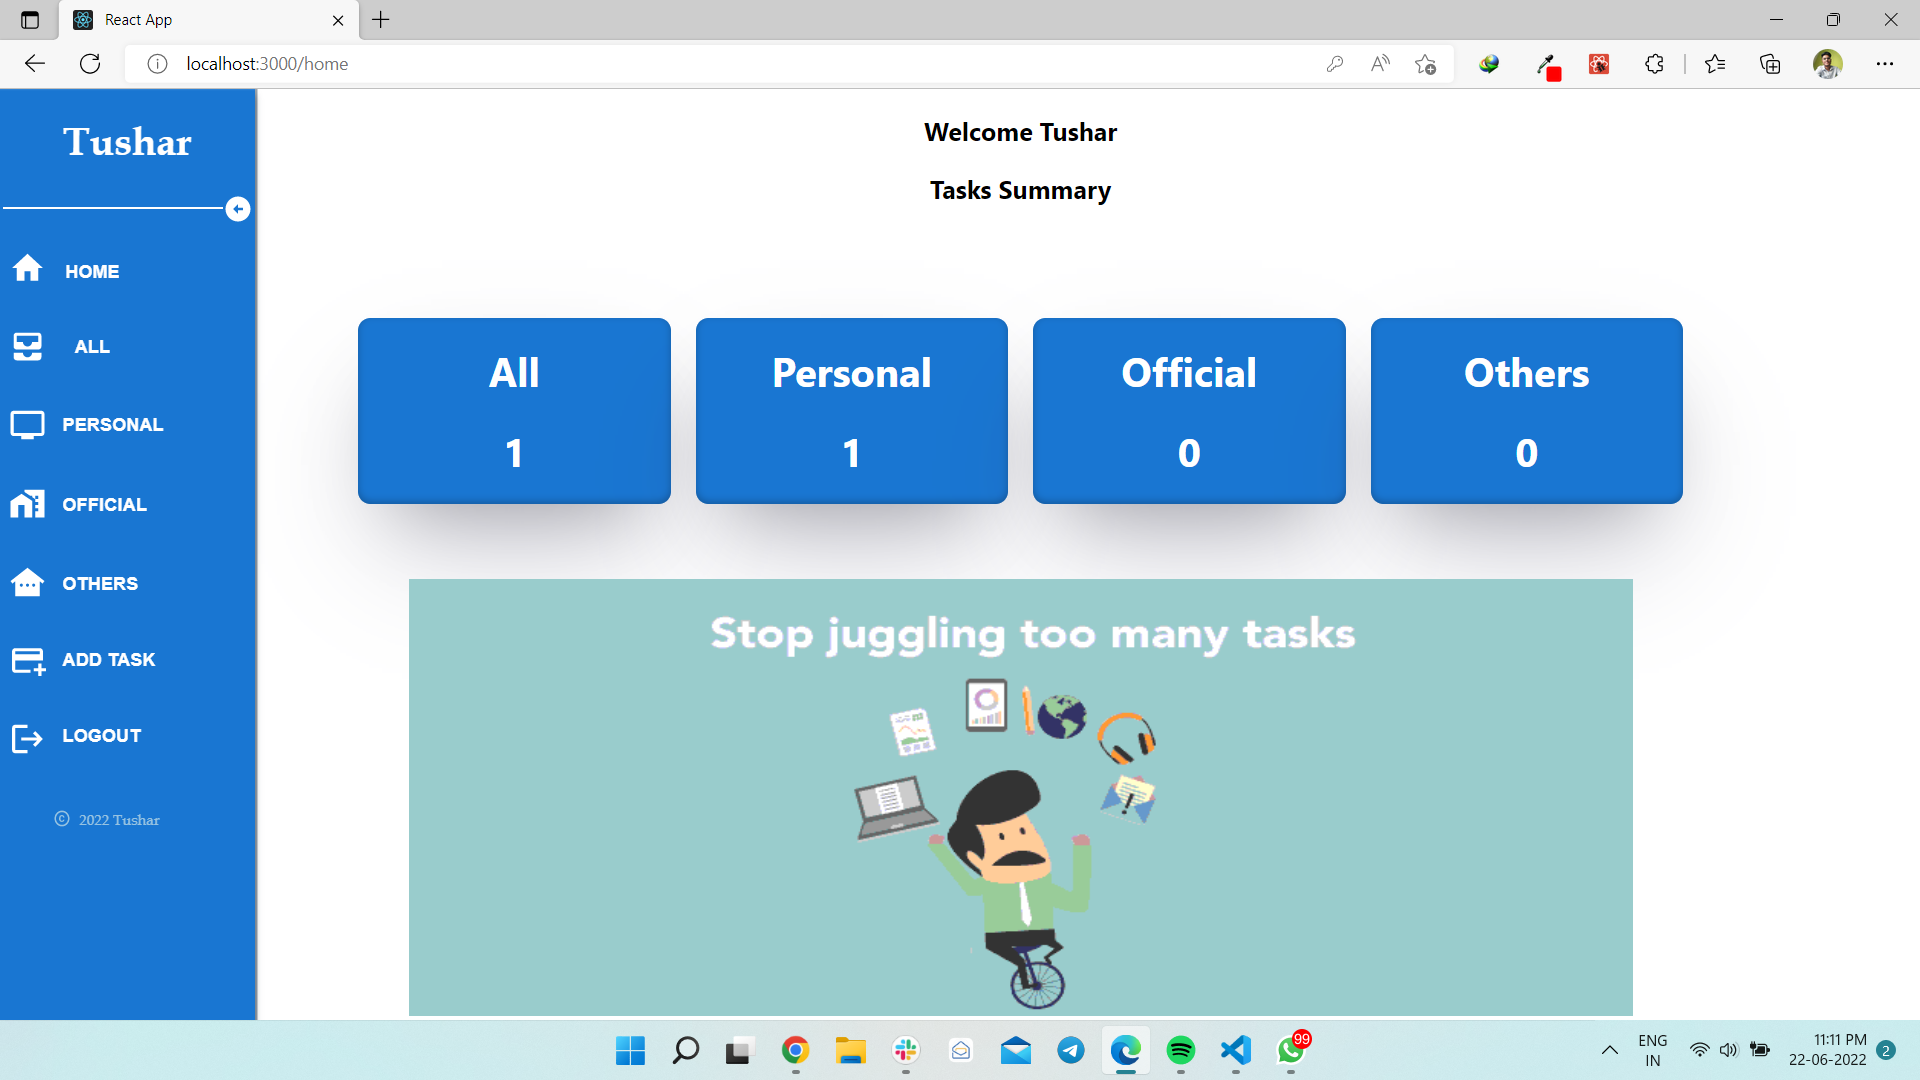 React App
localhost:3000/home
Tushar
HOME
ALL
PERSONAL
OFFICIAL
OTHERS
ADD TASK
LOGOUT
© 2022 Tushar
Welcome Tushar
Tasks Summary
All
1
Personal
1
Official
0
Others
0
Stop juggling too many tasks
99
ENG
IN
11:11 PM
22-06-2022
2